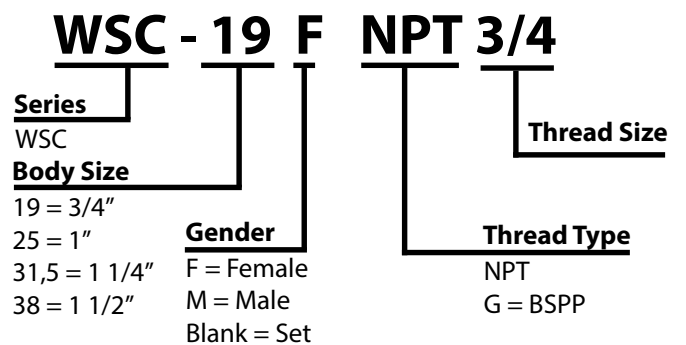 WSC - 19 F NPT 3/4
Series
WSC
Thread Size
Body Size
19 = 3/4”
25 = 1”
31,5 = 1 1/4”
38 = 1 1/2”
Gender
F = Female
M = Male
Blank = Set
Thread Type
NPT
G = BSPP